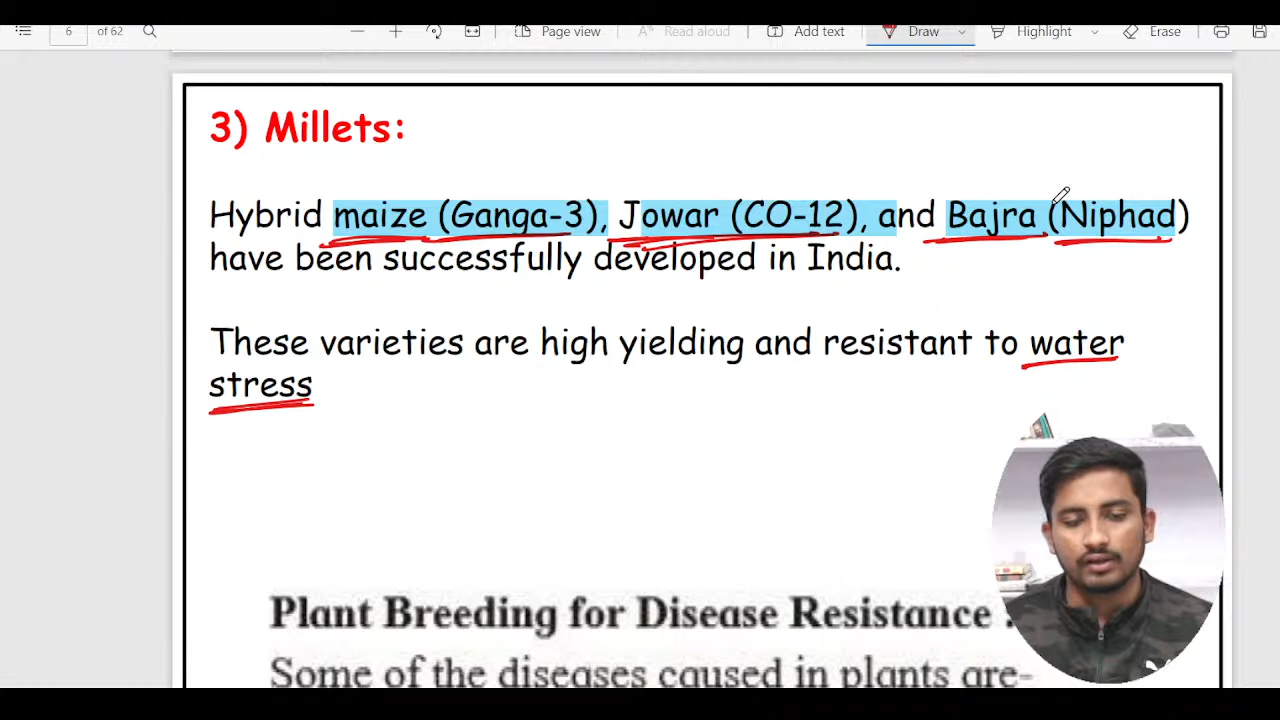 6 of 62 Page view Read aloud Add text Draw Highlight Erase
3) Millets:
Hybrid maize (Ganga-3), Jowar (CO-12), and Bajra (Niphad)
have been successfully developed in India.
These varieties are high yielding and resistant to water
stress
Plant Breeding for Disease Resistance :
Some of the diseases caused in plants are-